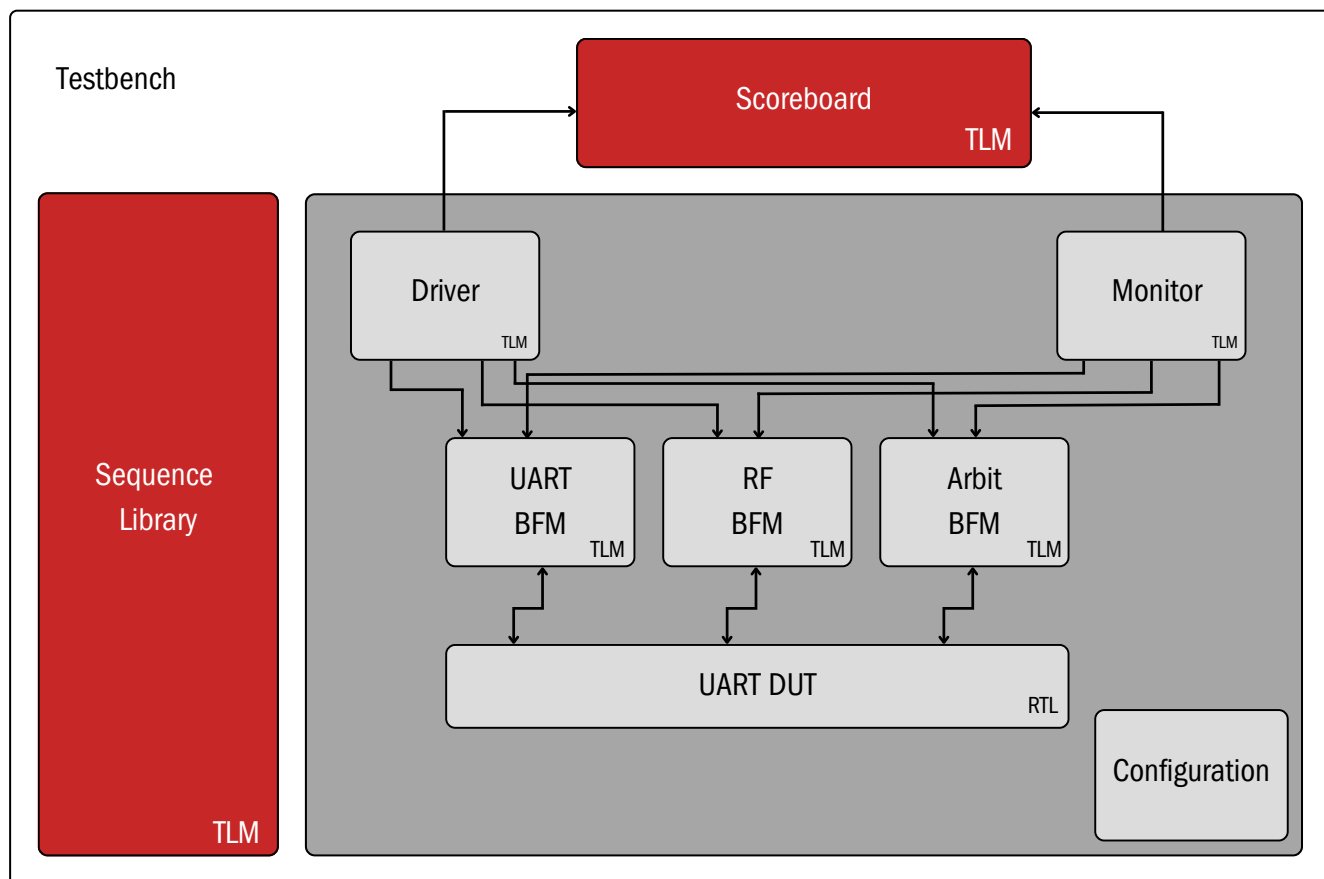 Testbench
Scoreboard
TLM
Driver
TLM
Monitor
TLM
Sequence
Library
TLM
UART
BFM
TLM
RF
BFM
TLM
Arbit
BFM
TLM
UART DUT
RTL
Configuration